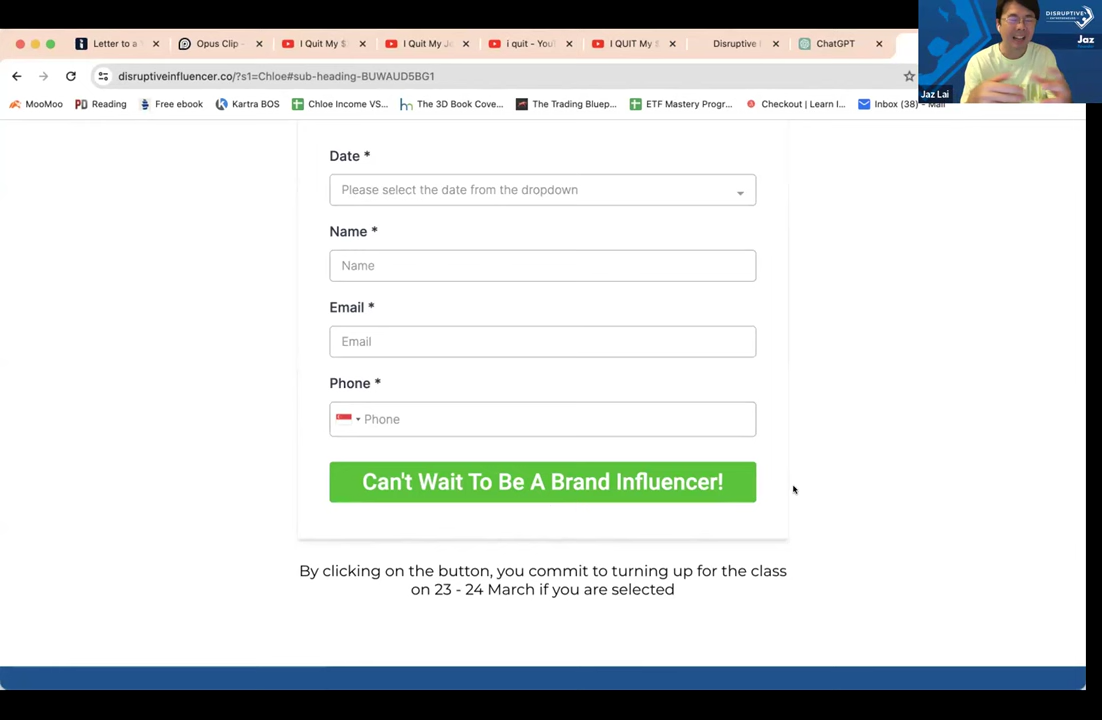 DISRUPTIVE
ENTREPRENEURS
Jaz
Jaz Lai
Letter to a
Opus Clip -
I Quit My $
I Quit My J
i quit - You
I QUIT My $
Disruptive I
ChatGPT
disruptiveinfluencer.co/?s1=Chloe#sub-heading-BUWAUD5BG1
MooMoo
Reading
Free ebook
Kartra BOS
Chloe Income VS...
The 3D Book Cove...
The Trading Bluep...
ETF Mastery Progr...
Checkout | Learn I...
Inbox (38) - Mail
Date *
Please select the date from the dropdown
Name *
Name
Email *
Email
Phone *
Phone
Can't Wait To Be A Brand Influencer!
By clicking on the button, you commit to turning up for the class
on 23 - 24 March if you are selected